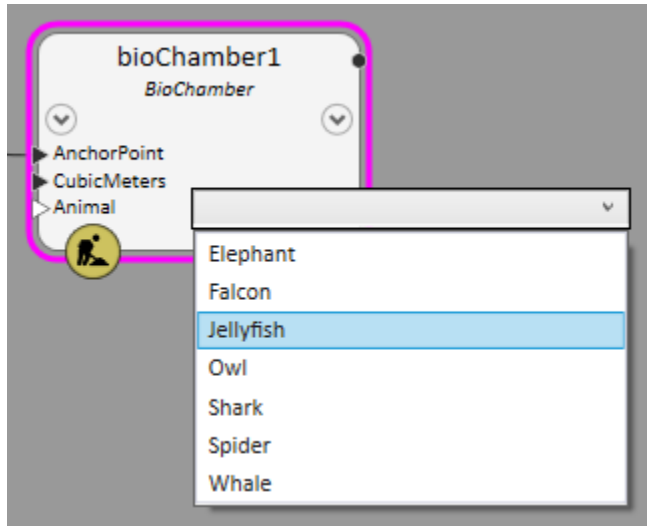 bioChamber1
BioChamber
AnchorPoint
CubicMeters
Animal
Elephant
Falcon
Jellyfish
Owl
Shark
Spider
Whale